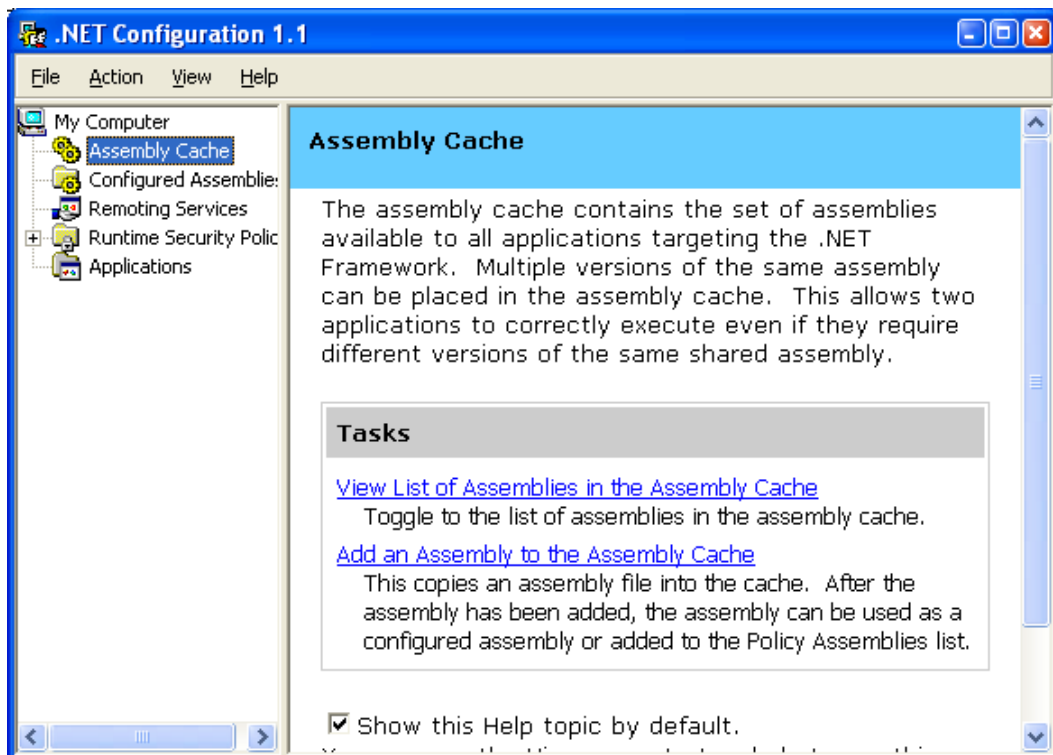 .NET Configuration 1.1
File Action View Help
My Computer
Assembly Cache
Configured Assemblie
Remoting Services
Runtime Security Polic
Applications
Assembly Cache
The assembly cache contains the set of assemblies
available to all applications targeting the .NET
Framework. Multiple versions of the same assembly
can be placed in the assembly cache. This allows two
applications to correctly execute even if they require
different versions of the same shared assembly.
Tasks
View List of Assemblies in the Assembly Cache
Toggle to the list of assemblies in the assembly cache.
Add an Assembly to the Assembly Cache
This copies an assembly file into the cache. After the
assembly has been added, the assembly can be used as a
configured assembly or added to the Policy Assemblies list.
Show this Help topic by default.